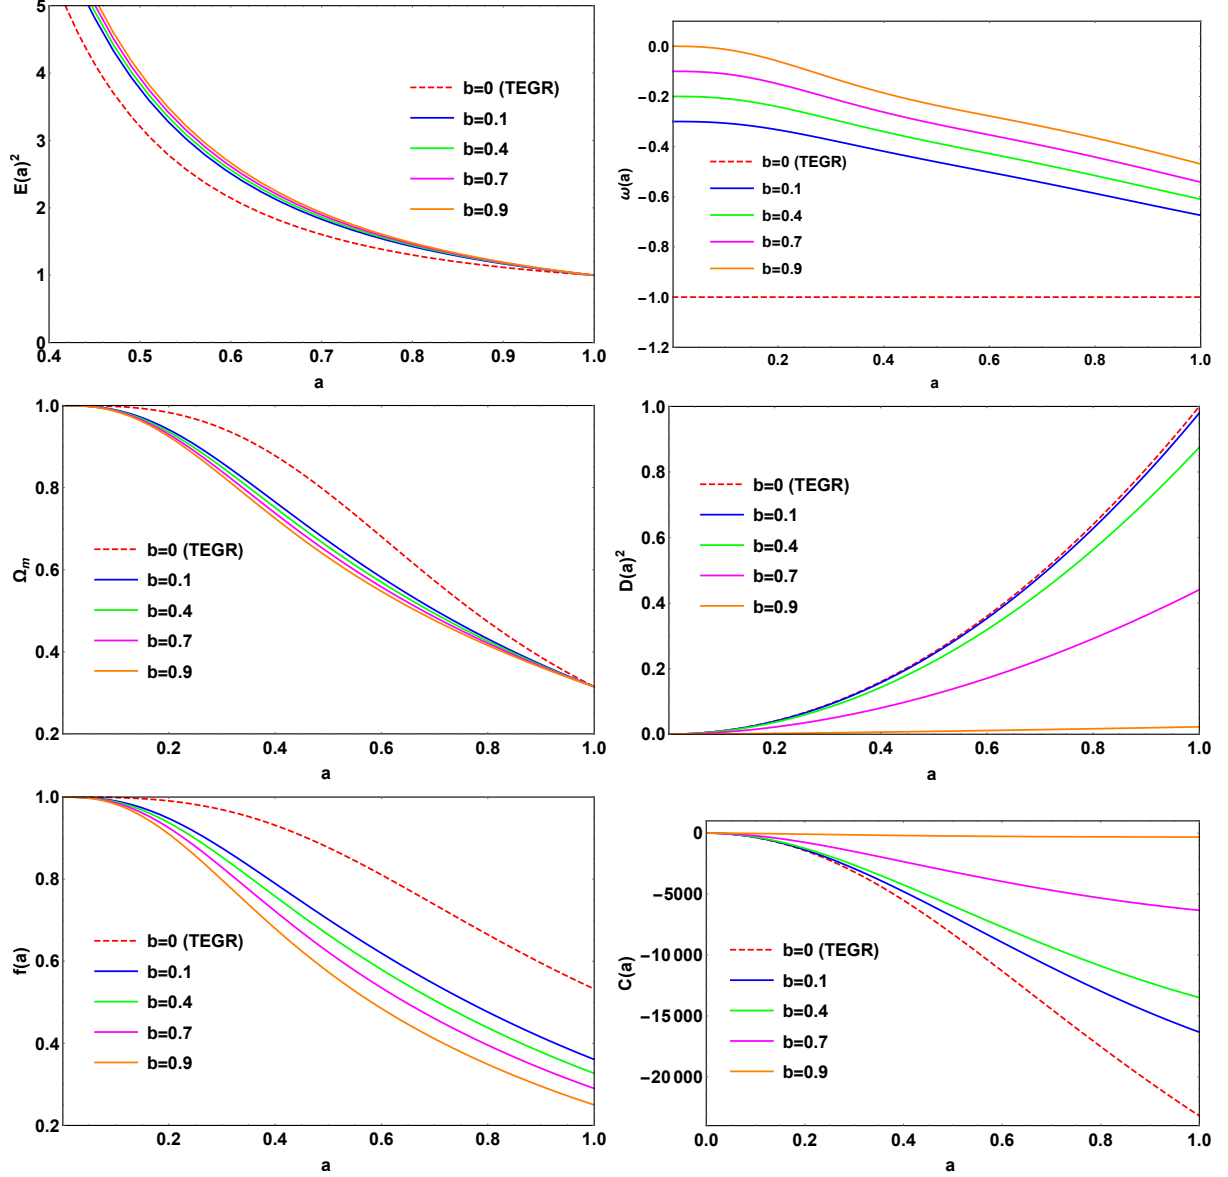 E(a)²
5
4
3
2
1
0
b=0 (TEGR)
b=0.1
b=0.4
b=0.7
b=0.9
0.4 0.5 0.6 0.7 0.8 0.9 1.0
a
ω(a)
0.0
−0.2
−0.4
−0.6
−0.8
−1.0
−1.2
b=0 (TEGR)
b=0.1
b=0.4
b=0.7
b=0.9
0.2 0.4 0.6 0.8 1.0
a
Ωm
1.0
0.8
0.6
0.4
0.2
b=0 (TEGR)
b=0.1
b=0.4
b=0.7
b=0.9
0.2 0.4 0.6 0.8 1.0
a
D(a)²
1.0
0.8
0.6
0.4
0.2
0.0
b=0 (TEGR)
b=0.1
b=0.4
b=0.7
b=0.9
0.2 0.4 0.6 0.8 1.0
a
f(a)
1.0
0.8
0.6
0.4
0.2
b=0 (TEGR)
b=0.1
b=0.4
b=0.7
b=0.9
0.2 0.4 0.6 0.8 1.0
a
C(a)
0
−5000
−10 000
−15 000
−20 000
b=0 (TEGR)
b=0.1
b=0.4
b=0.7
b=0.9
0.0 0.2 0.4 0.6 0.8 1.0
a